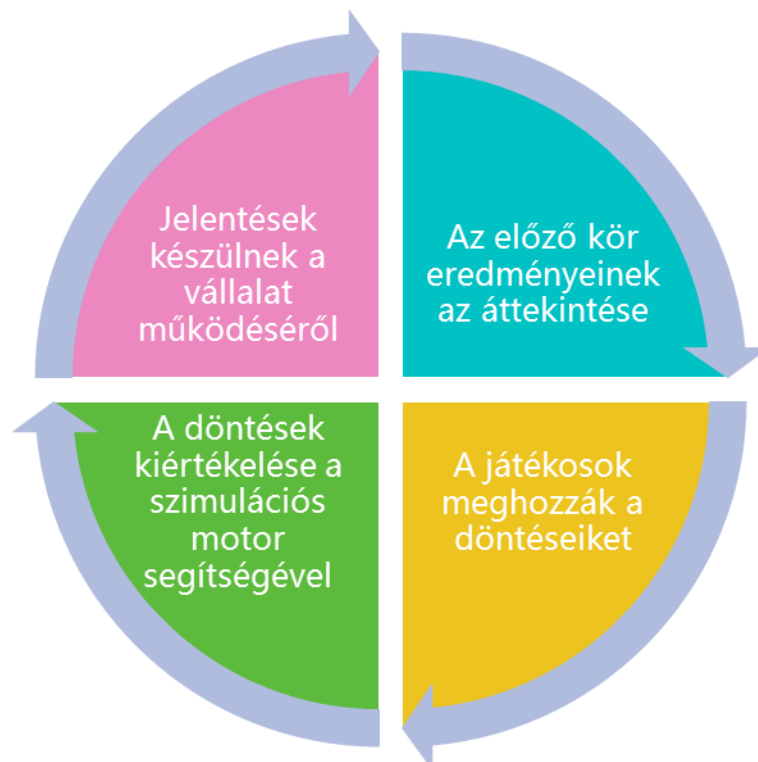 Jelentések
készülnek a
vállalat
működéséről
Az előző kör
eredményeinek
az áttekintése
A döntések
kiértékelése a
szimulációs
motor
segítségével
A játékosok
meghozzák a
döntéseiket